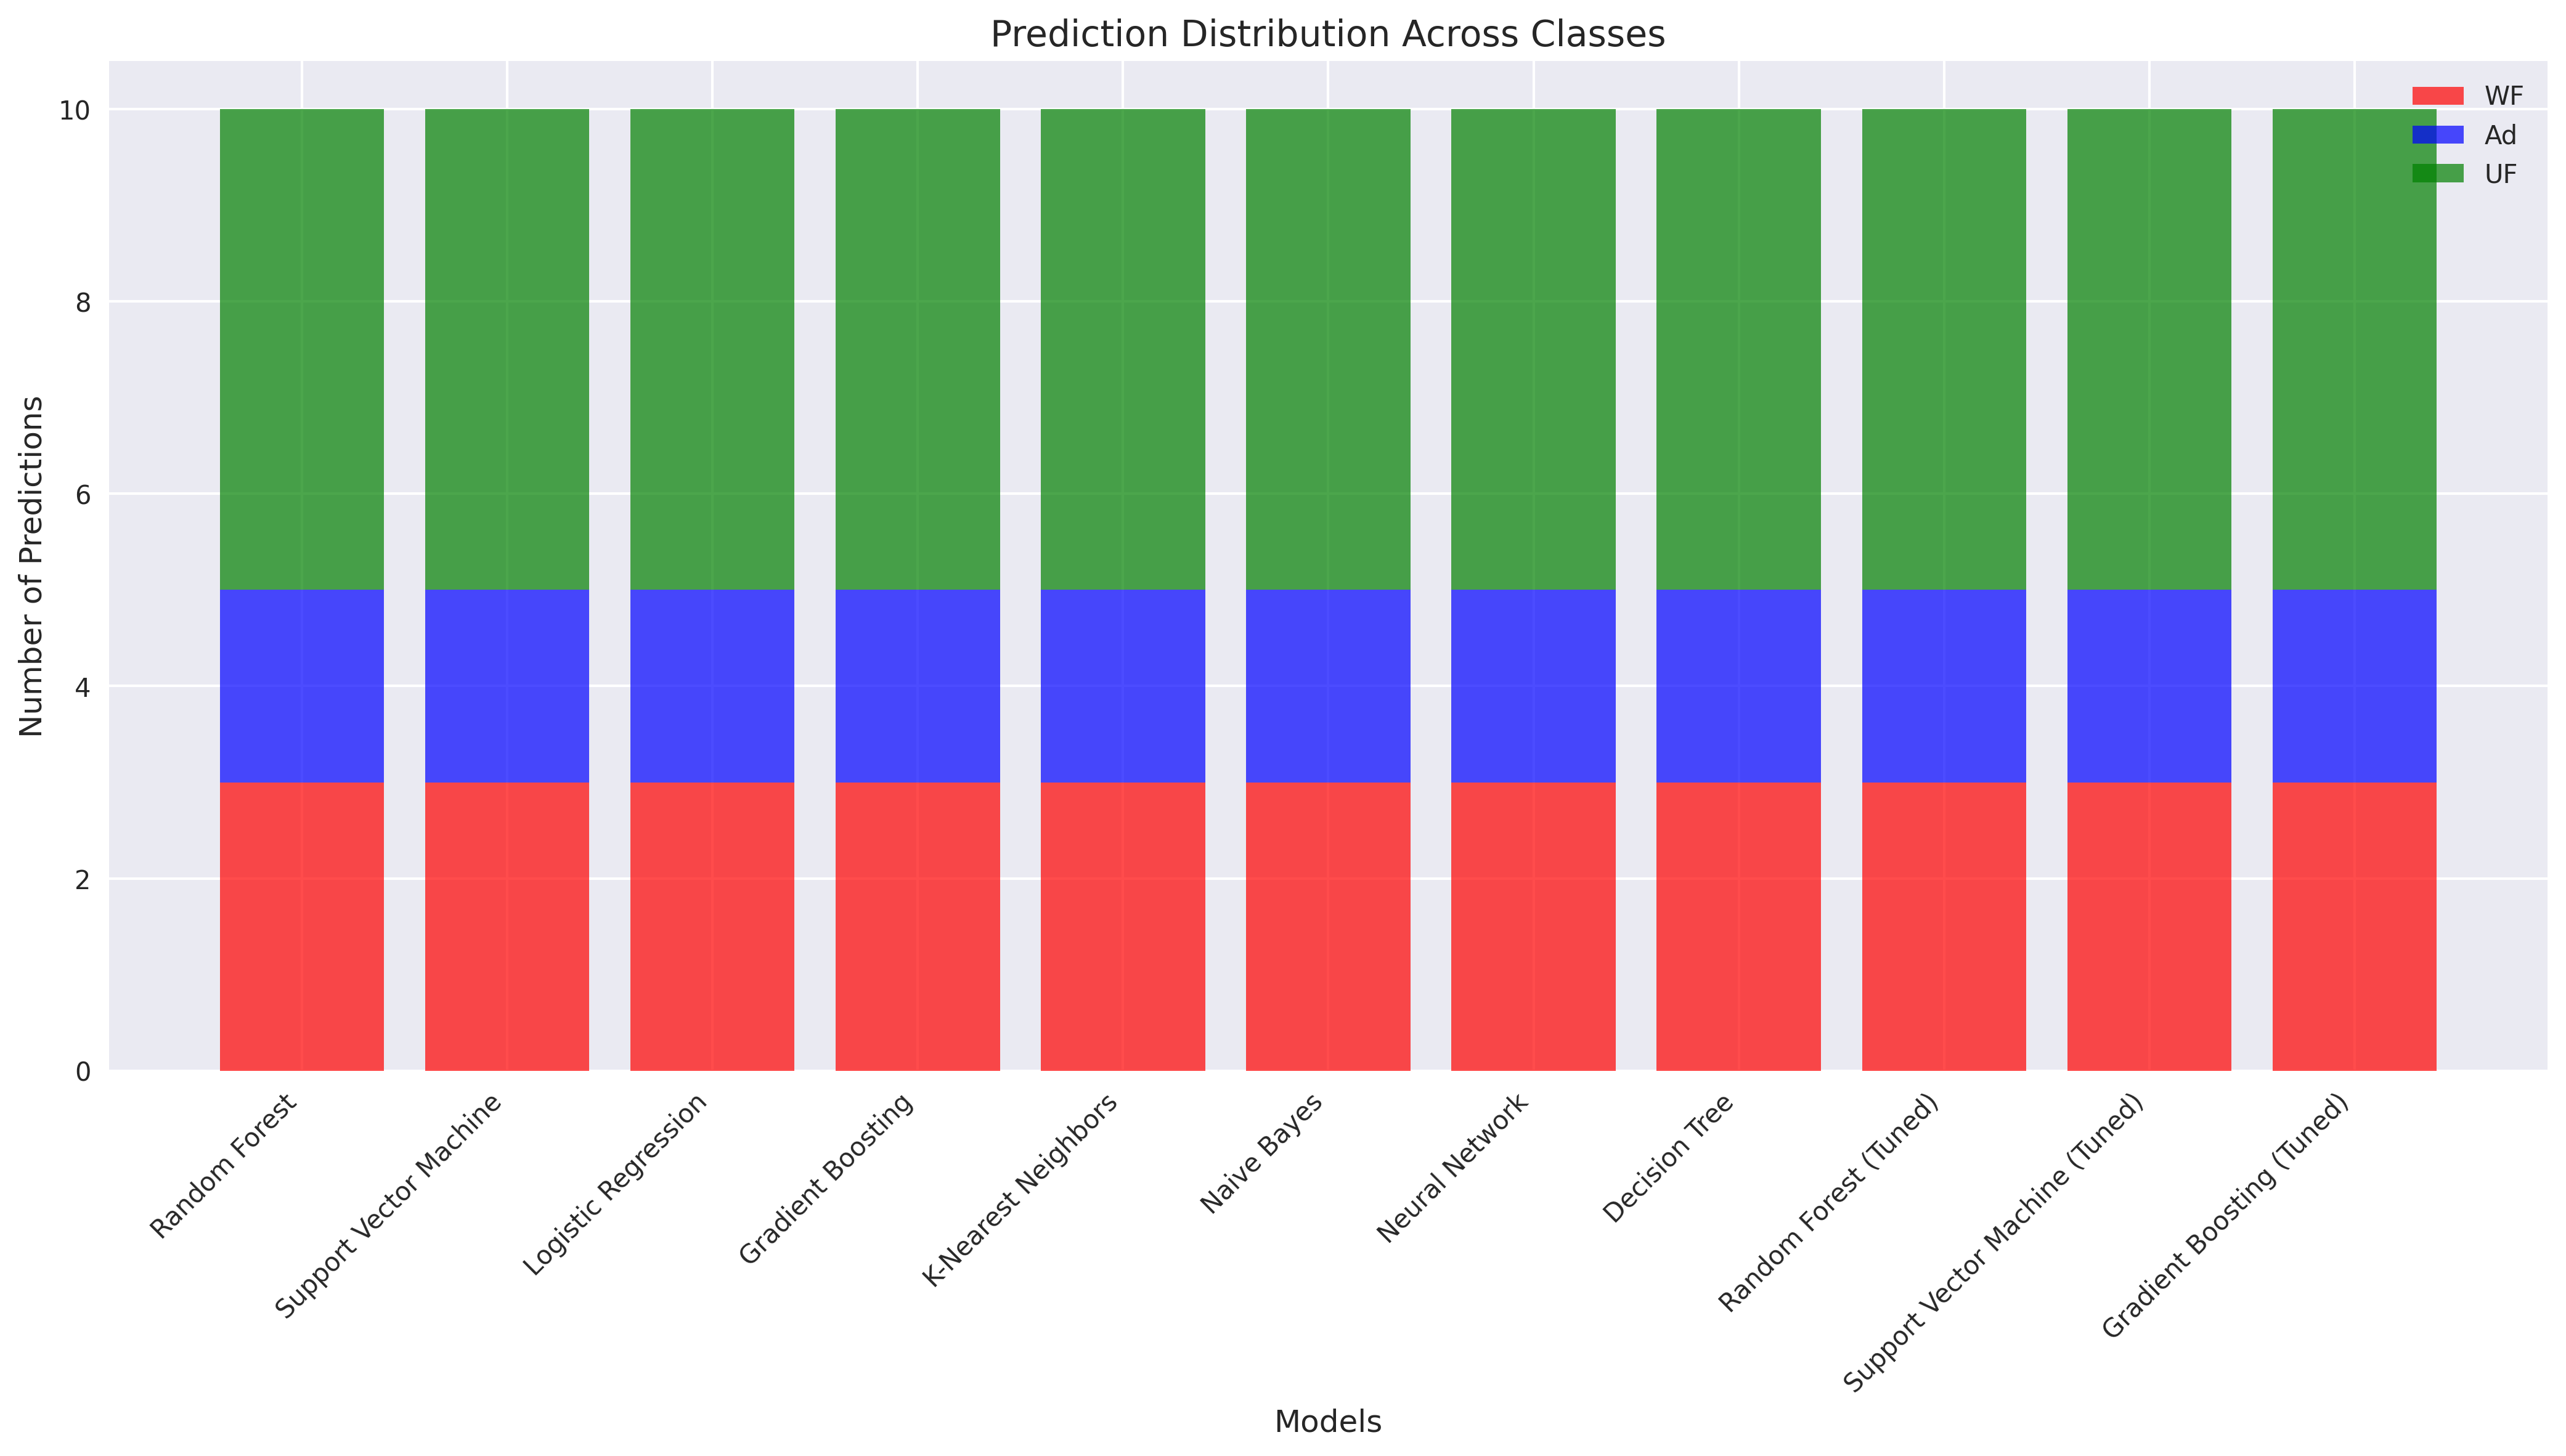 Prediction Distribution Across Classes
WF
Ad
UF
Number of Predictions
10
8
6
4
2
0
Random Forest
Support Vector Machine
Logistic Regression
Gradient Boosting
K-Nearest Neighbors
Naive Bayes
Neural Network
Decision Tree
Random Forest (Tuned)
Support Vector Machine (Tuned)
Gradient Boosting (Tuned)
Models